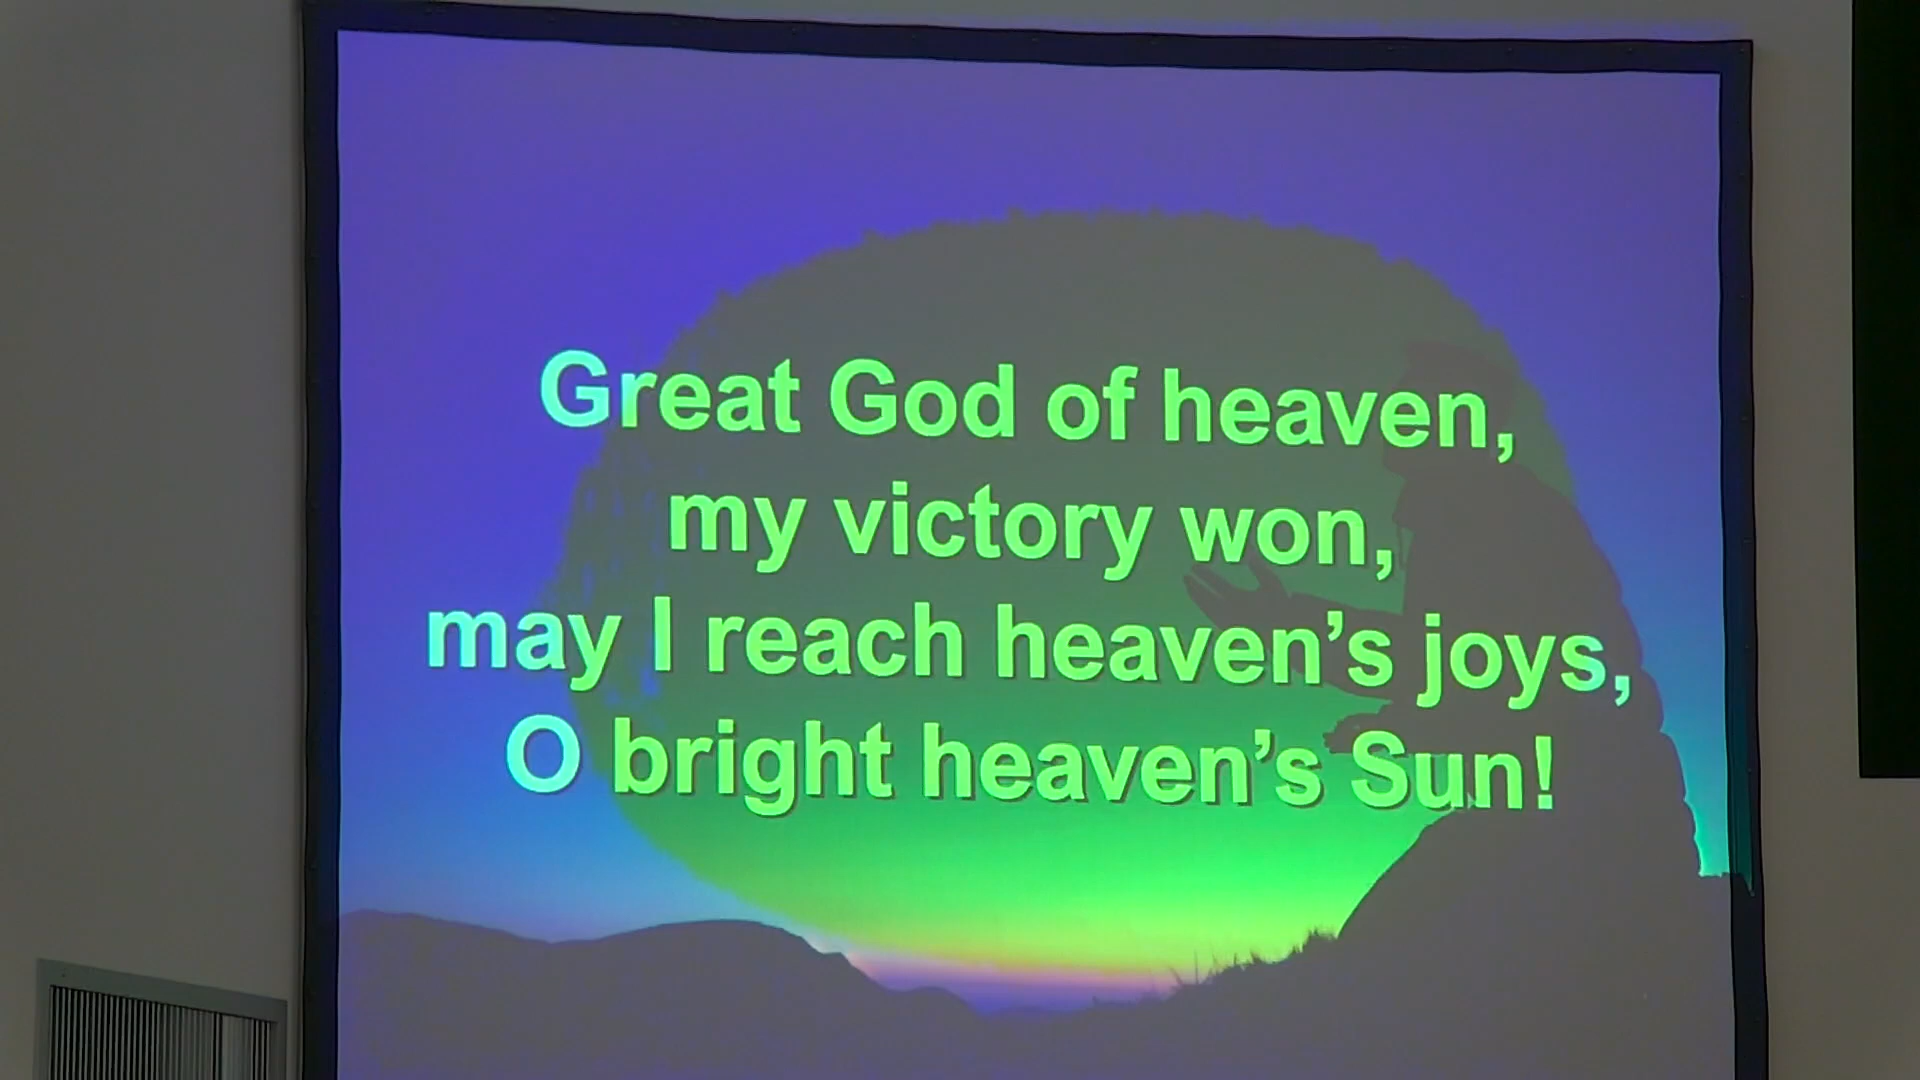 Great God of heaven,
my victory won,
may I reach heaven’s joys,
O bright heaven’s Sun!